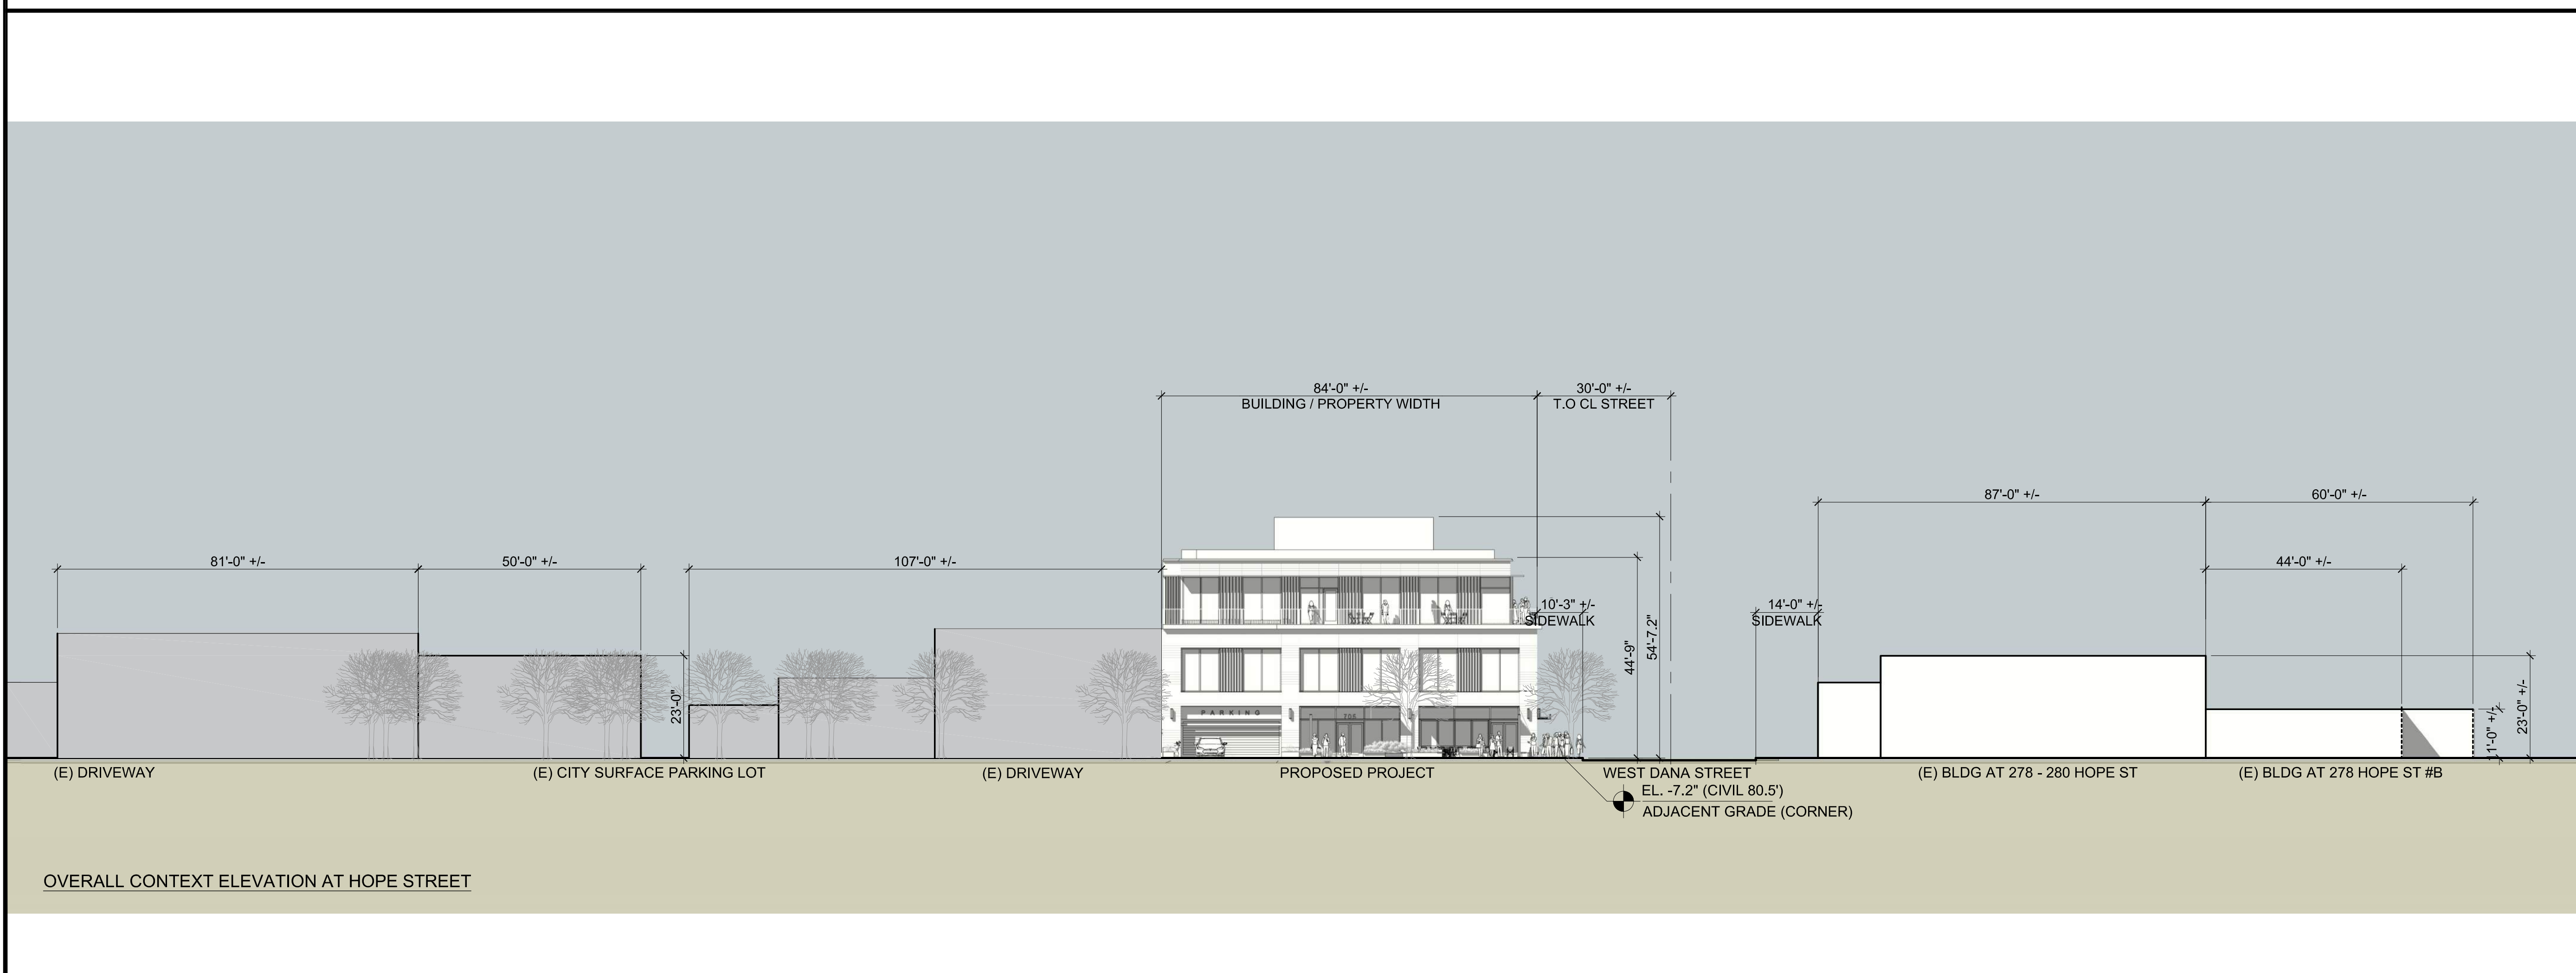 84'-0" +/-
BUILDING / PROPERTY WIDTH
30'-0" +/-
T.O CL STREET
87'-0" +/-
60'-0" +/-
81'-0" +/-
50'-0" +/-
107'-0" +/-
44'-0" +/-
10'-3" +/-
SIDEWALK
14'-0" +/-
SIDEWALK
44'-9"
54'-7.2"
23'-0"
23'-0" +/-
11'-0" +/-
PARKING
705
(E) DRIVEWAY
(E) CITY SURFACE PARKING LOT
(E) DRIVEWAY
PROPOSED PROJECT
WEST DANA STREET
(E) BLDG AT 278 - 280 HOPE ST
(E) BLDG AT 278 HOPE ST #B
EL. -7.2" (CIVIL 80.5')
ADJACENT GRADE (CORNER)
OVERALL CONTEXT ELEVATION AT HOPE STREET